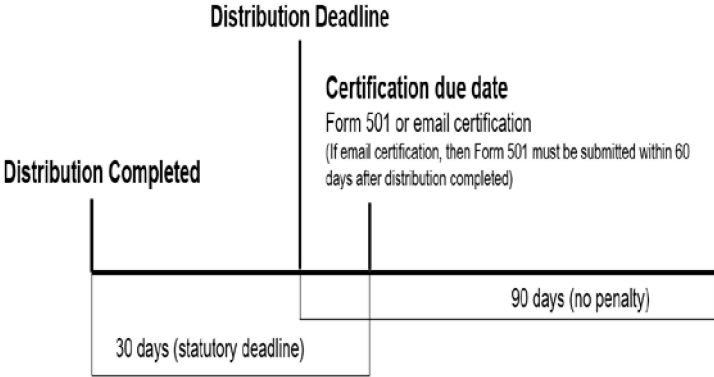 Distribution Deadline
Certification due date
Form 501 or email certification
(If email certification, then Form 501 must be submitted within 60
days after distribution completed)
Distribution Completed
90 days (no penalty)
30 days (statutory deadline)